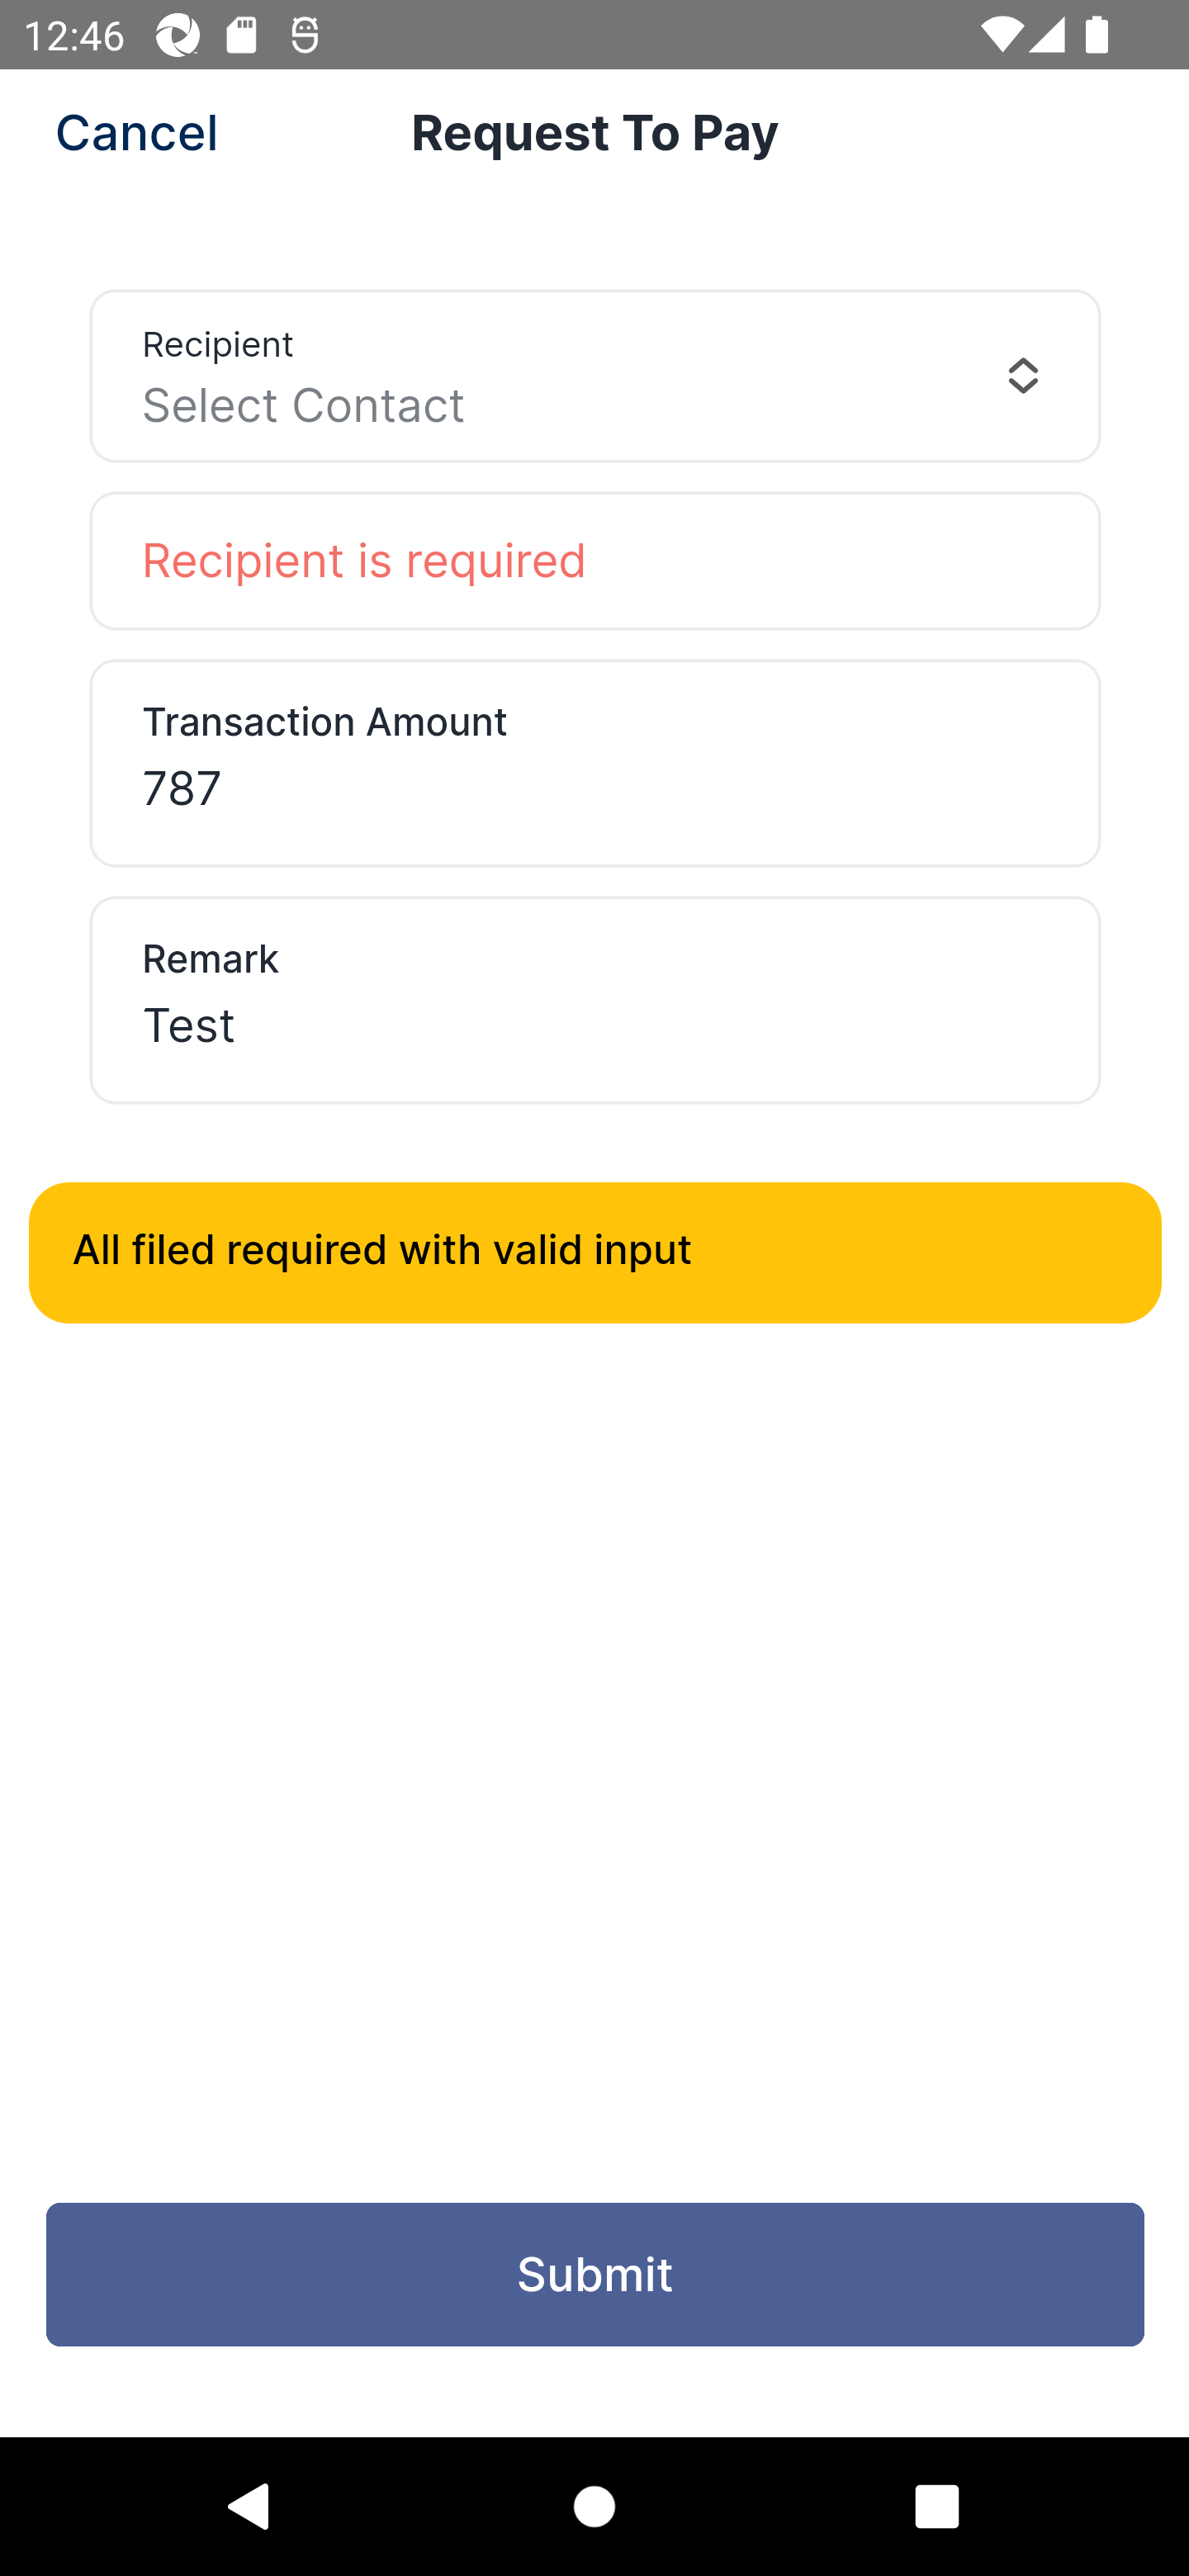 12:46
Cancel
Request To Pay
Recipient
Select Contact
Recipient is required
Transaction Amount
787
Remark
Test
All filed required with valid input
Submit